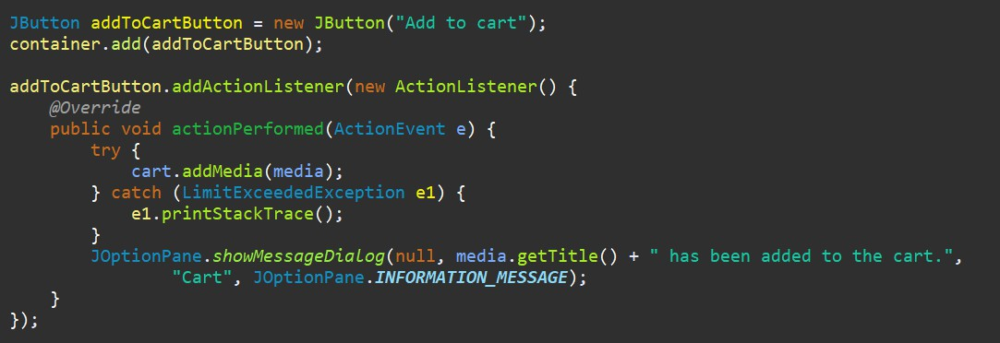 JButton addToCartButton = new JButton("Add to cart");
container.add(addToCartButton);

addToCartButton.addActionListener(new ActionListener() {
    @Override
    public void actionPerformed(ActionEvent e) {
        try {
            cart.addMedia(media);
        } catch (LimitExceededException e1) {
            e1.printStackTrace();
        }
        JOptionPane.showMessageDialog(null, media.getTitle() + " has been added to the cart.",
                "Cart", JOptionPane.INFORMATION_MESSAGE);
    }
});